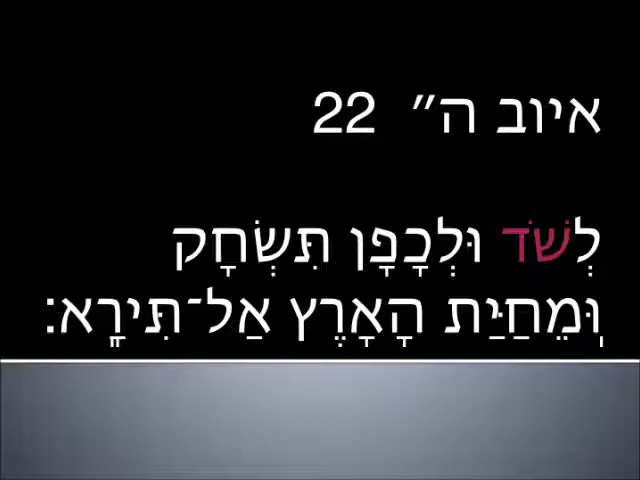 איוב ה״ 22
לְשֹׁד וּלְכָפָן תִּשְׂחָק
וּֽמֵחַיַּת הָאָרֶץ אַל־תִּירָֽא׃